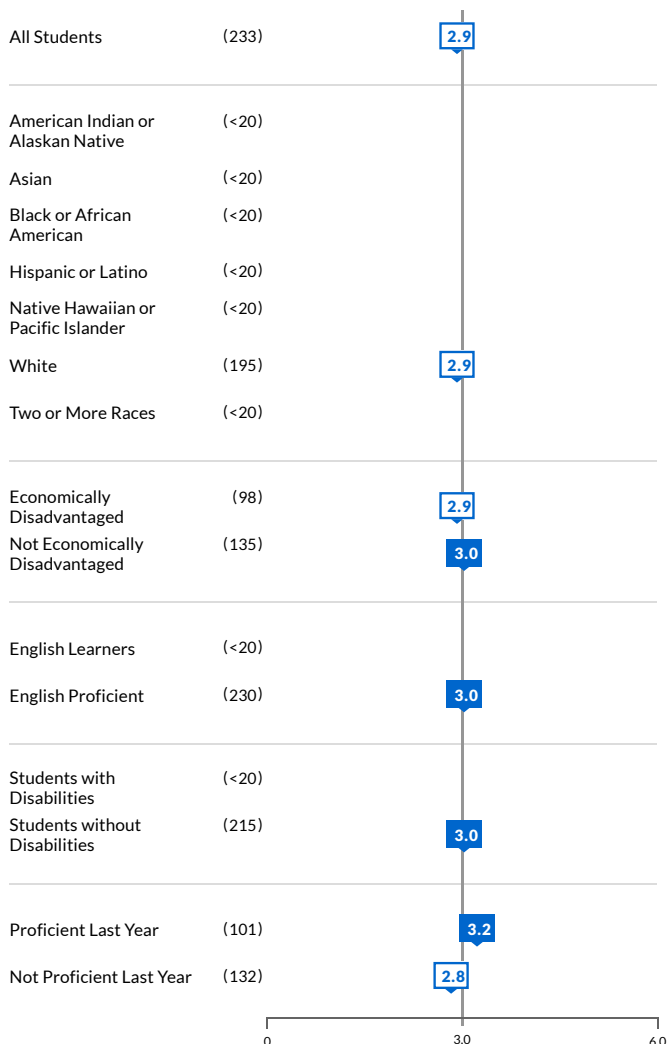 All Students (233) 2.9
American Indian or (<20)
Alaskan Native
Asian (<20)
Black or African (<20)
American
Hispanic or Latino (<20)
Native Hawaiian or (<20)
Pacific Islander
White (195) 2.9
Two or More Races (<20)
Economically (98) 2.9
Disadvantaged
Not Economically (135) 3.0
Disadvantaged
English Learners (<20)
English Proficient (230) 3.0
Students with (<20)
Disabilities
Students without (215) 3.0
Disabilities
Proficient Last Year (101) 3.2
Not Proficient Last Year (132) 2.8
0 3.0 6.0